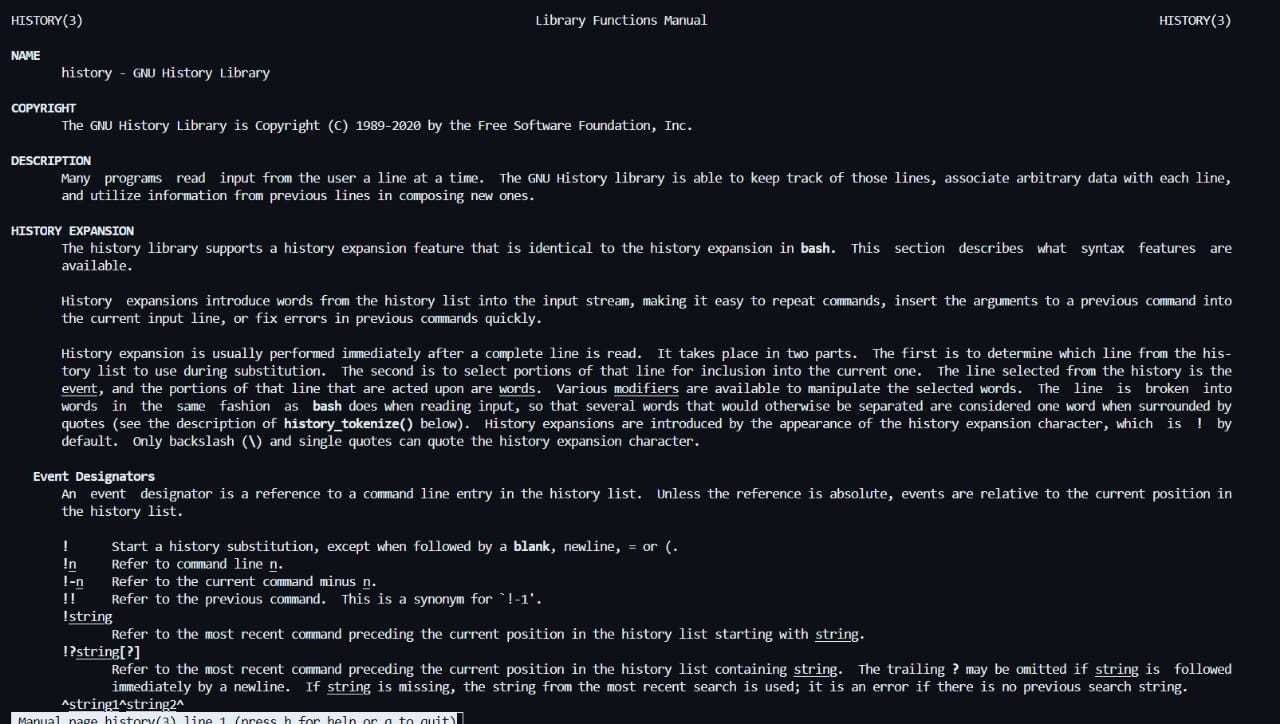 HISTORY(3) Library Functions Manual HISTORY(3)
NAME
history - GNU History Library
COPYRIGHT
The GNU History Library is Copyright (C) 1989-2020 by the Free Software Foundation, Inc.
DESCRIPTION
Many programs read input from the user a line at a time. The GNU History library is able to keep track of those lines, associate arbitrary data with each line,
and utilize information from previous lines in composing new ones.
HISTORY EXPANSION
The history library supports a history expansion feature that is identical to the history expansion in bash. This section describes what syntax features are
available.
History expansions introduce words from the history list into the input stream, making it easy to repeat commands, insert the arguments to a previous command into
the current input line, or fix errors in previous commands quickly.
History expansion is usually performed immediately after a complete line is read. It takes place in two parts. The first is to determine which line from the his-
tory list to use during substitution. The second is to select portions of that line for inclusion into the current one. The line selected from the history is the
event, and the portions of that line that are acted upon are words. Various modifiers are available to manipulate the selected words. The line is broken into
words in the same fashion as bash does when reading input, so that several words that would otherwise be separated are considered one word when surrounded by
quotes (see the description of history_tokenize() below). History expansions are introduced by the appearance of the history expansion character, which is ! by
default. Only backslash (\) and single quotes can quote the history expansion character.
Event Designators
An event designator is a reference to a command line entry in the history list. Unless the reference is absolute, events are relative to the current position in
the history list.
! Start a history substitution, except when followed by a blank, newline, = or (.
!n Refer to command line n.
!-n Refer to the current command minus n.
!! Refer to the previous command. This is a synonym for `!-1'.
!string
Refer to the most recent command preceding the current position in the history list starting with string.
!?string[?]
Refer to the most recent command preceding the current position in the history list containing string. The trailing ? may be omitted if string is followed
immediately by a newline. If string is missing, the string from the most recent search is used; it is an error if there is no previous search string.
^string1^string2^
Manual page history(3) line 1 (press h for help or q to quit)